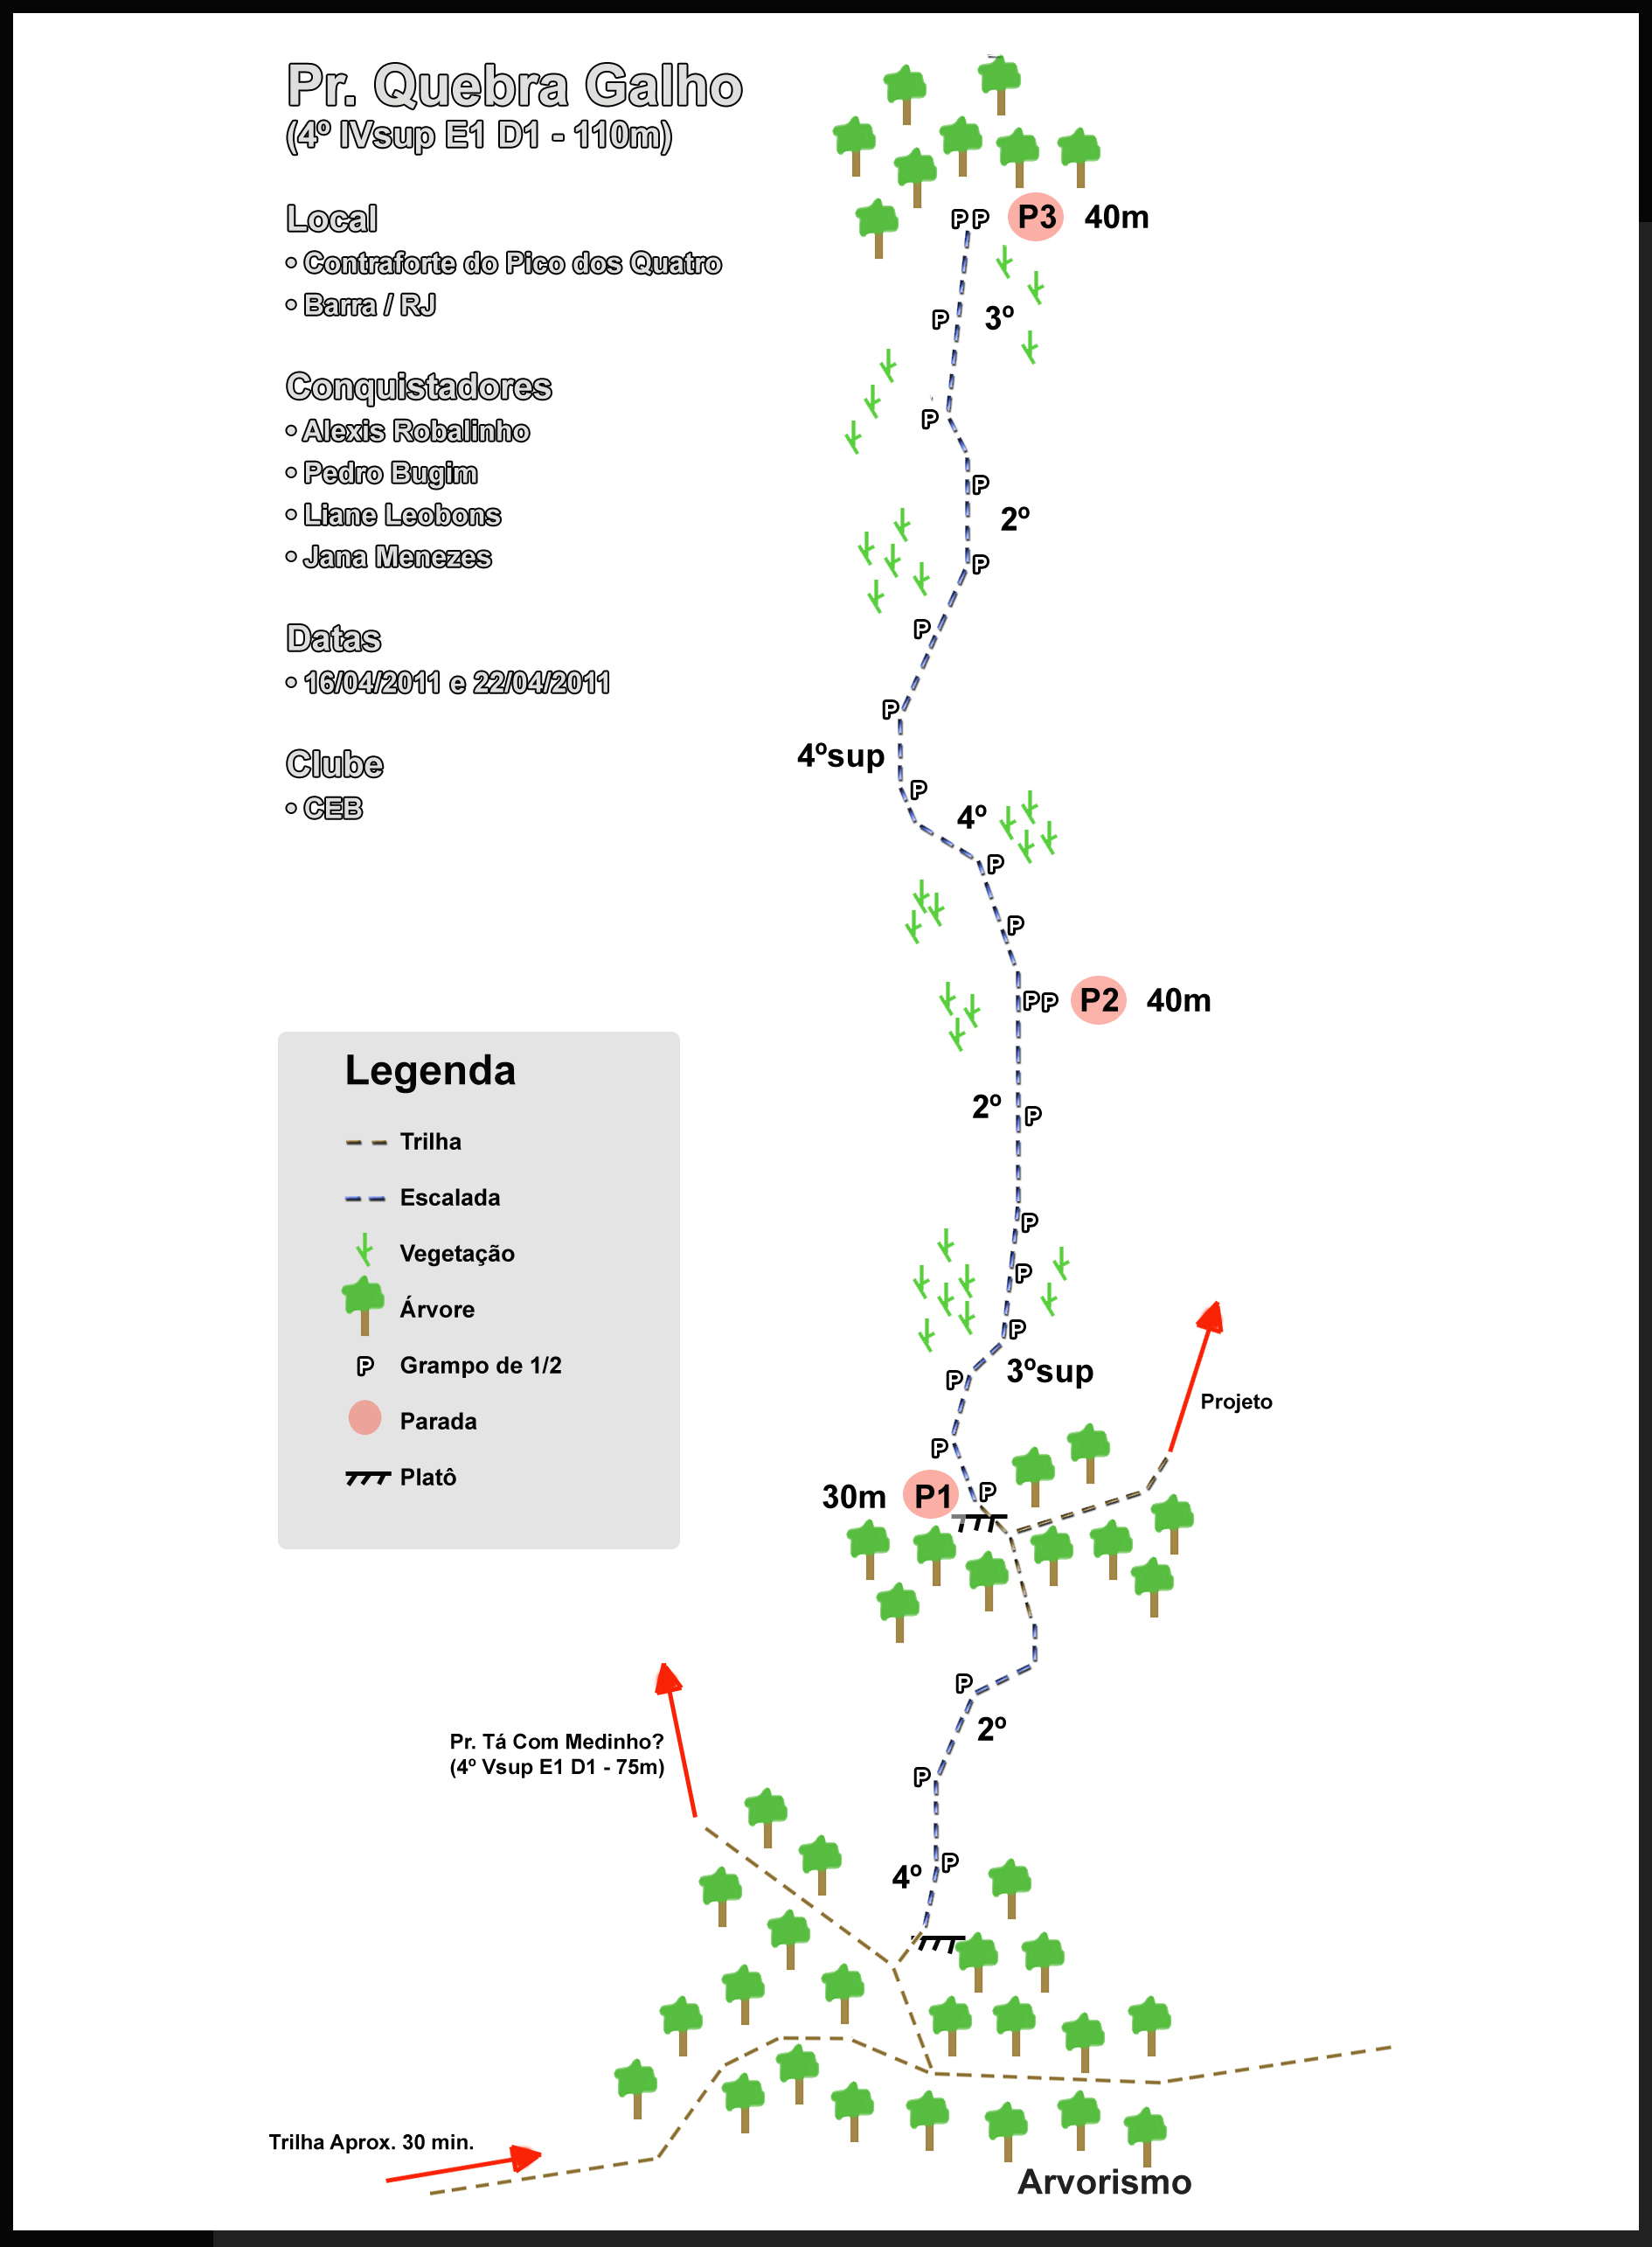 Pr. Quebra Galho
(4º IVsup E1 D1 - 110m)
Local
• Contraforte do Pico dos Quatro
• Barra / RJ
Conquistadores
• Alexis Robalinho
• Pedro Bugim
• Liane Leobons
• Jana Menezes
Datas
• 16/04/2011 e 22/04/2011
Clube
• CEB
P P P3 40m
P 3º
P
P
2º
P
P
P
4ºsup
P
4º
P
P
P P P2 40m
2º P
P
P
P
3ºsup
P
P
P
30m P1
Projeto
P
2º
P
P
4º
Legenda
Trilha
Escalada
Vegetação
Árvore
P Grampo de 1/2
Parada
Platô
Pr. Tá Com Medinho?
(4º Vsup E1 D1 - 75m)
Trilha Aprox. 30 min.
Arvorismo